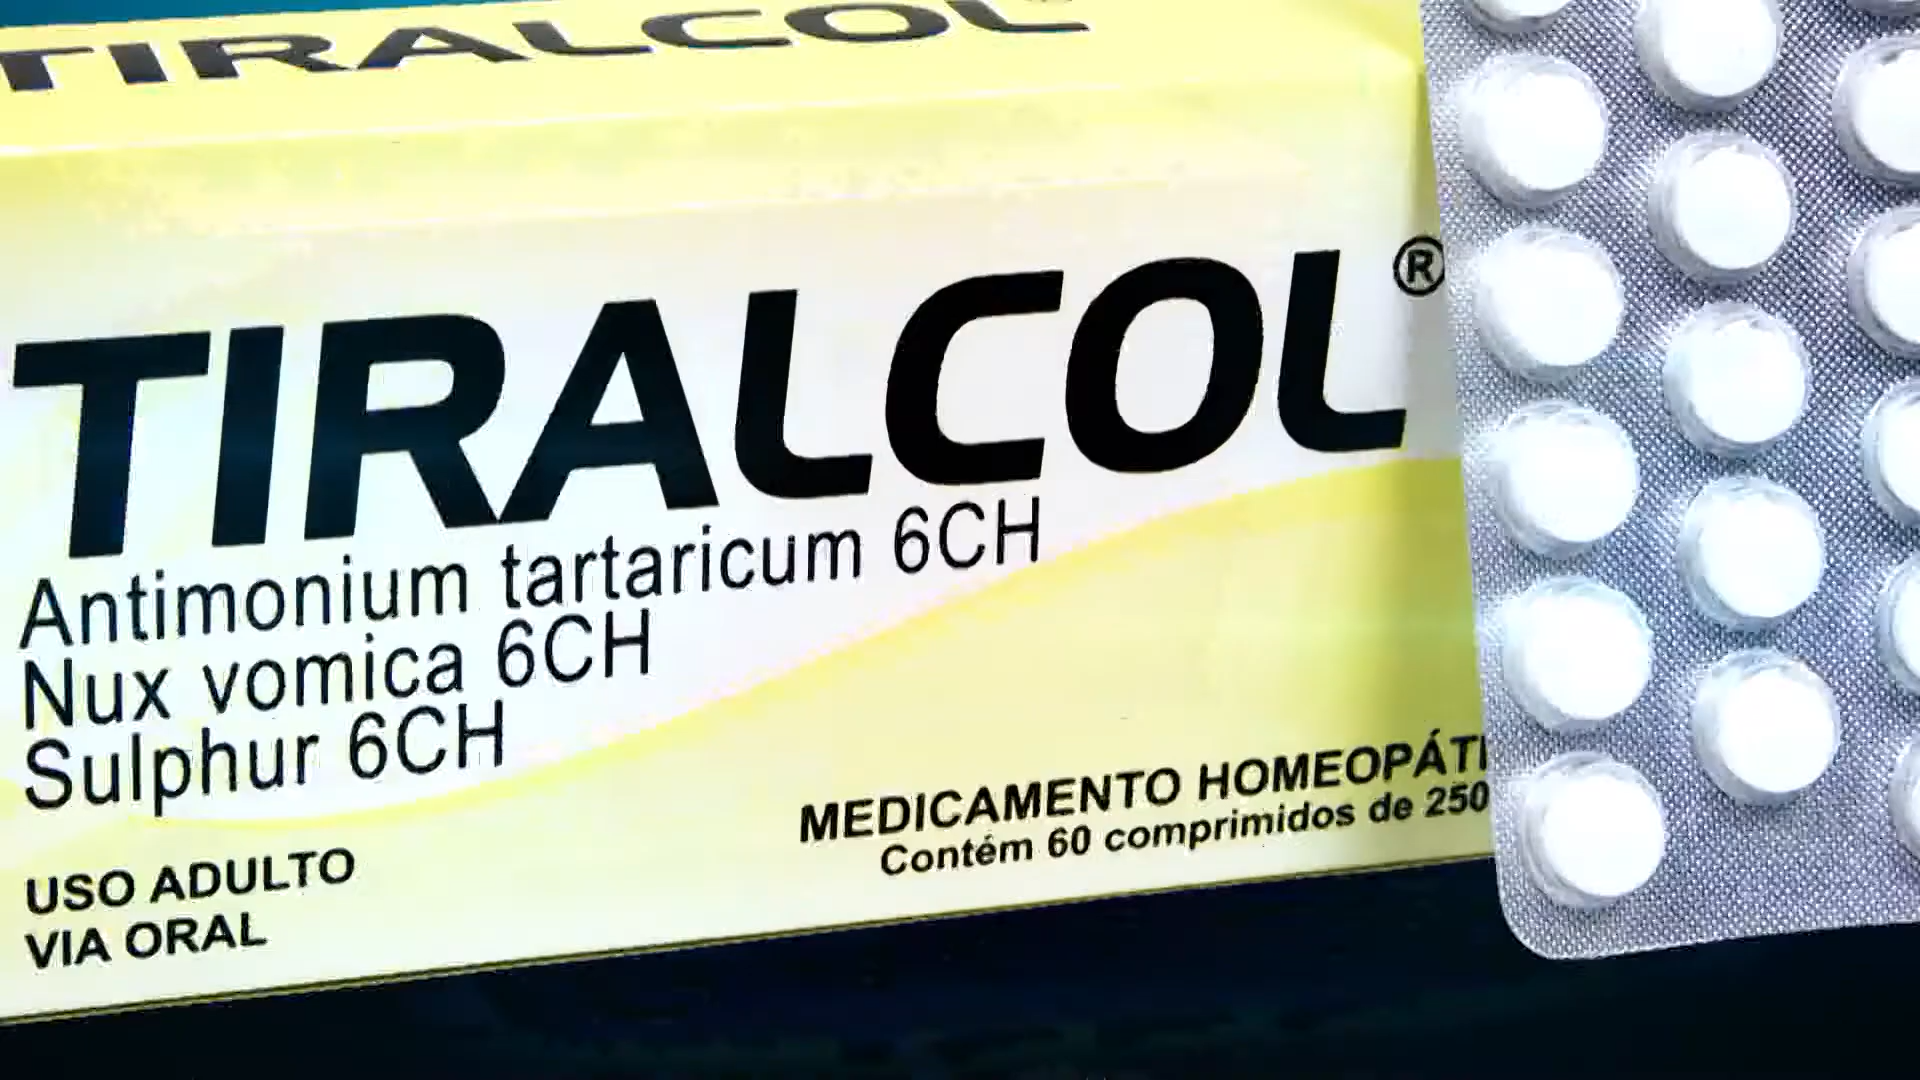 TIRALCOL
TIRALCOL®
Antimonium tartaricum 6CH
Nux vomica 6CH
Sulphur 6CH
MEDICAMENTO HOMEOPÁTI
Contém 60 comprimidos de 250
USO ADULTO
VIA ORAL